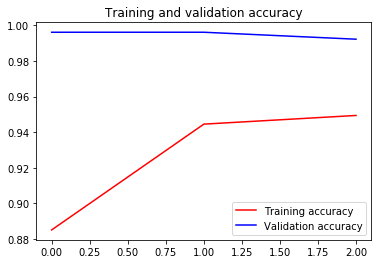 Training and validation accuracy
1.00
0.98
0.96
0.94
0.92
0.90
0.88
0.00 0.25 0.50 0.75 1.00 1.25 1.50 1.75 2.00
Training accuracy
Validation accuracy